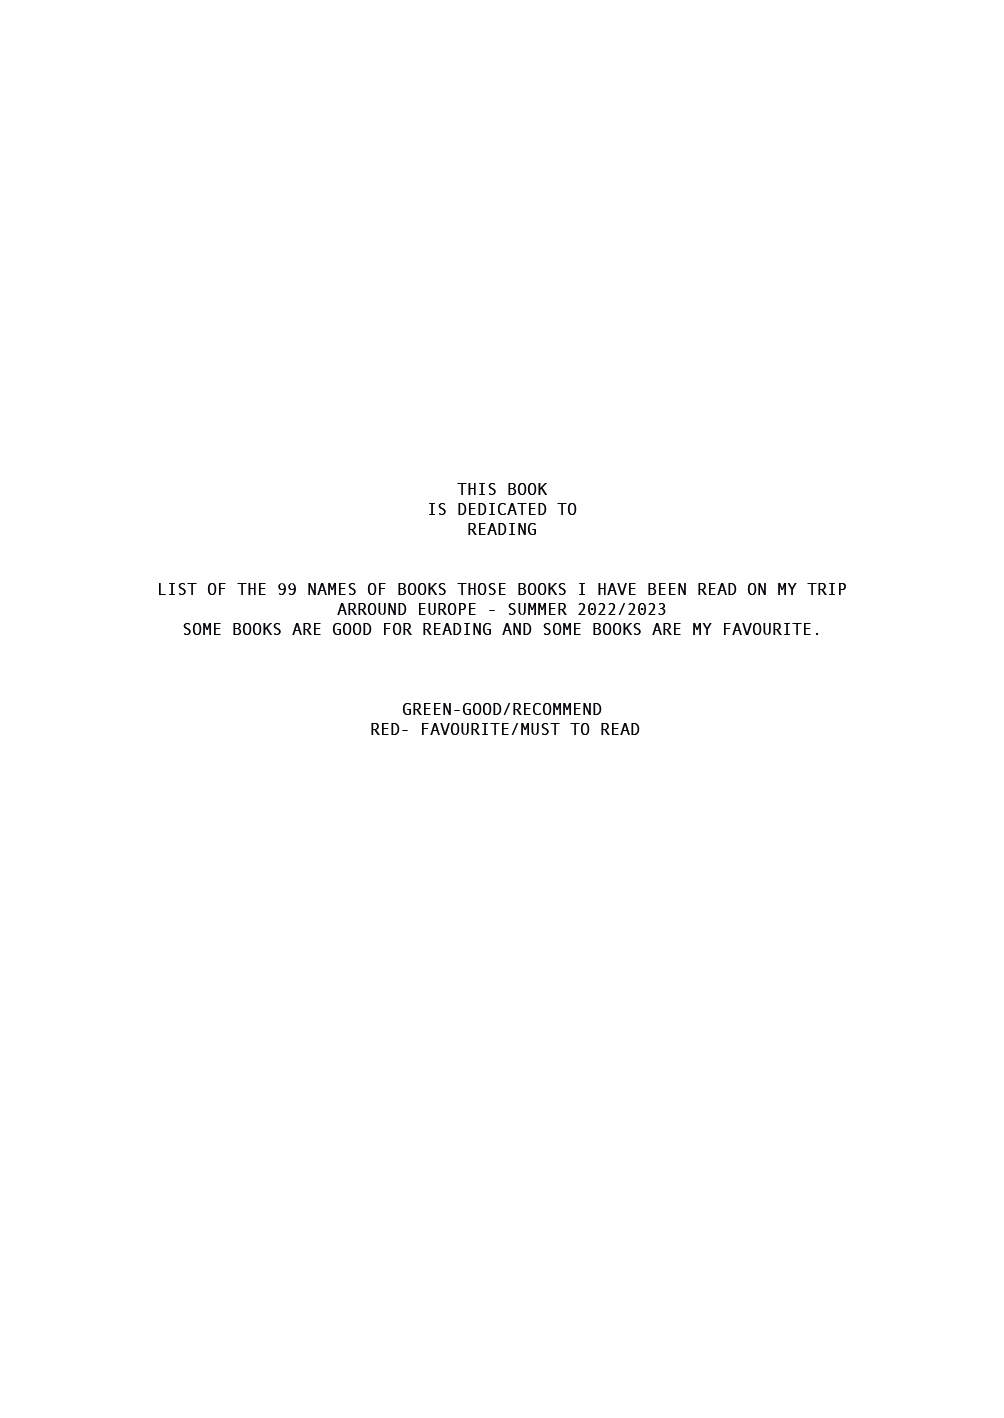 THIS BOOK
IS DEDICATED TO
READING
LIST OF THE 99 NAMES OF BOOKS THOSE BOOKS I HAVE BEEN READ ON MY TRIP
ARROUND EUROPE - SUMMER 2022/2023
SOME BOOKS ARE GOOD FOR READING AND SOME BOOKS ARE MY FAVOURITE.
GREEN-GOOD/RECOMMEND
RED- FAVOURITE/MUST TO READ